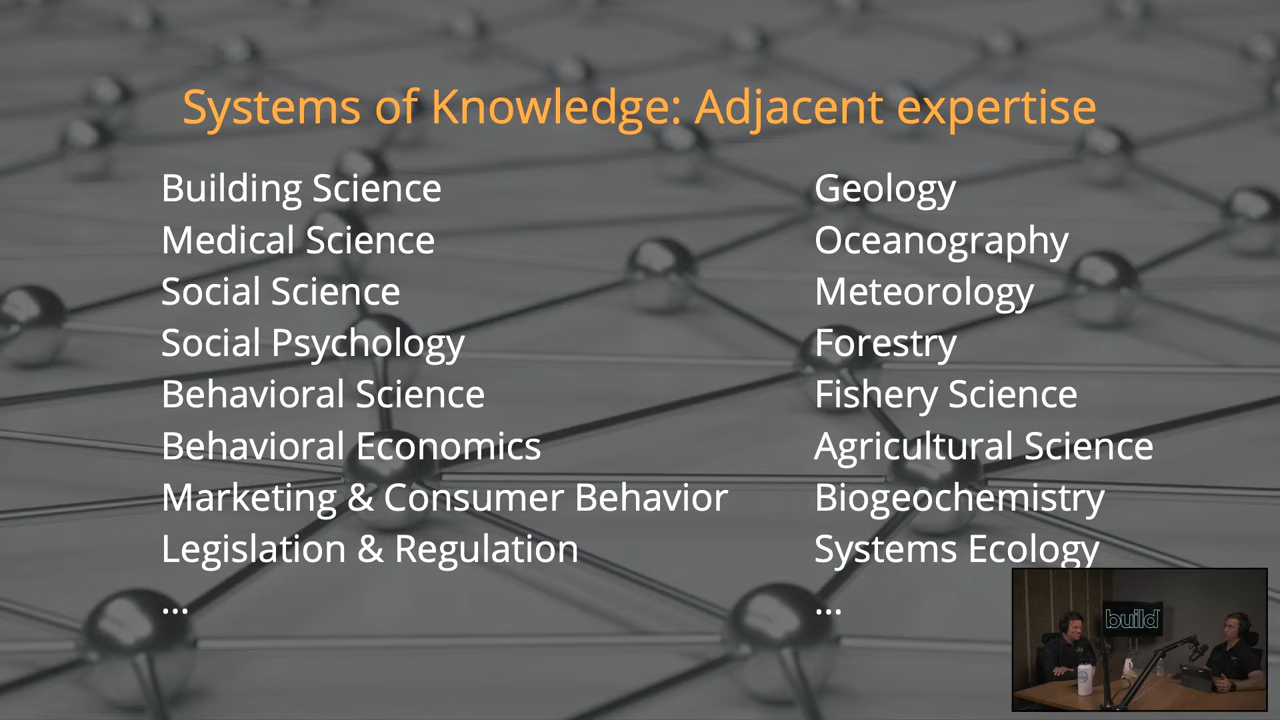 Systems of Knowledge: Adjacent expertise
Building Science
Medical Science
Social Science
Social Psychology
Behavioral Science
Behavioral Economics
Marketing & Consumer Behavior
Legislation & Regulation
...
Geology
Oceanography
Meteorology
Forestry
Fishery Science
Agricultural Science
Biogeochemistry
Systems Ecology
...
build